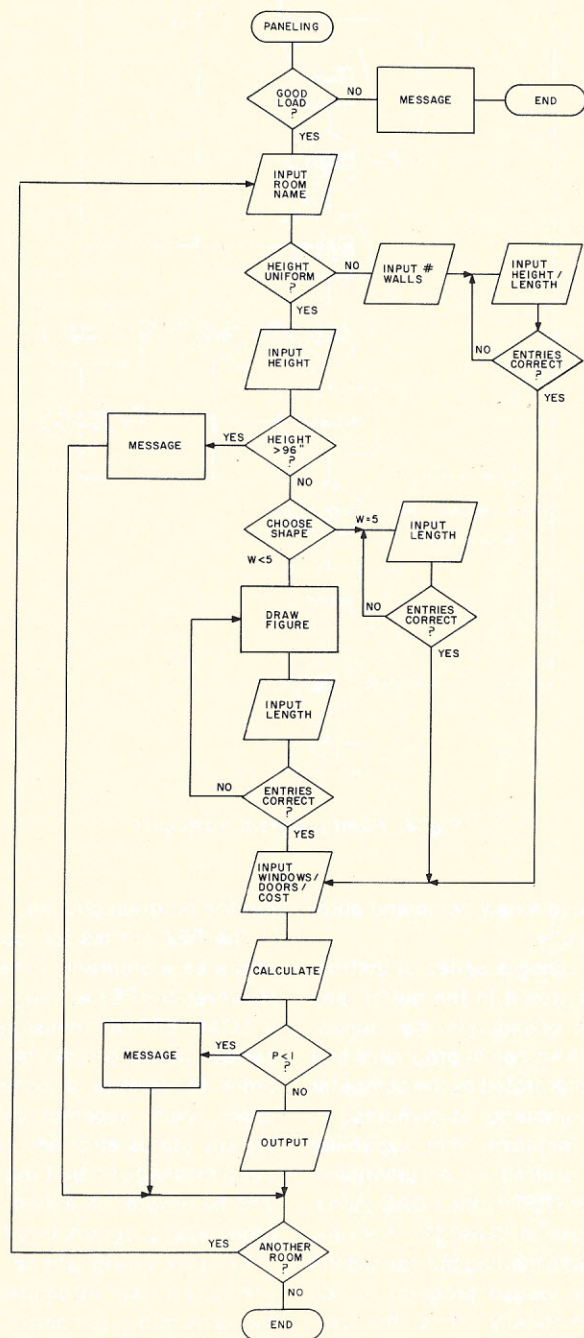 PANELING
GOOD
LOAD
?
NO
MESSAGE
END
YES
INPUT
ROOM
NAME
HEIGHT
UNIFORM
?
NO
INPUT #
WALLS
INPUT
HEIGHT /
LENGTH
YES
INPUT
HEIGHT
NO
ENTRIES
CORRECT
?
YES
MESSAGE
YES
HEIGHT
>96"
?
NO
CHOOSE
SHAPE
W=5
INPUT
LENGTH
W<5
DRAW
FIGURE
NO
ENTRIES
CORRECT
?
YES
INPUT
LENGTH
NO
ENTRIES
CORRECT
?
YES
INPUT
WINDOWS/
DOORS/
COST
CALCULATE
MESSAGE
YES
P<1
?
NO
OUTPUT
YES
ANOTHER
ROOM
?
NO
END